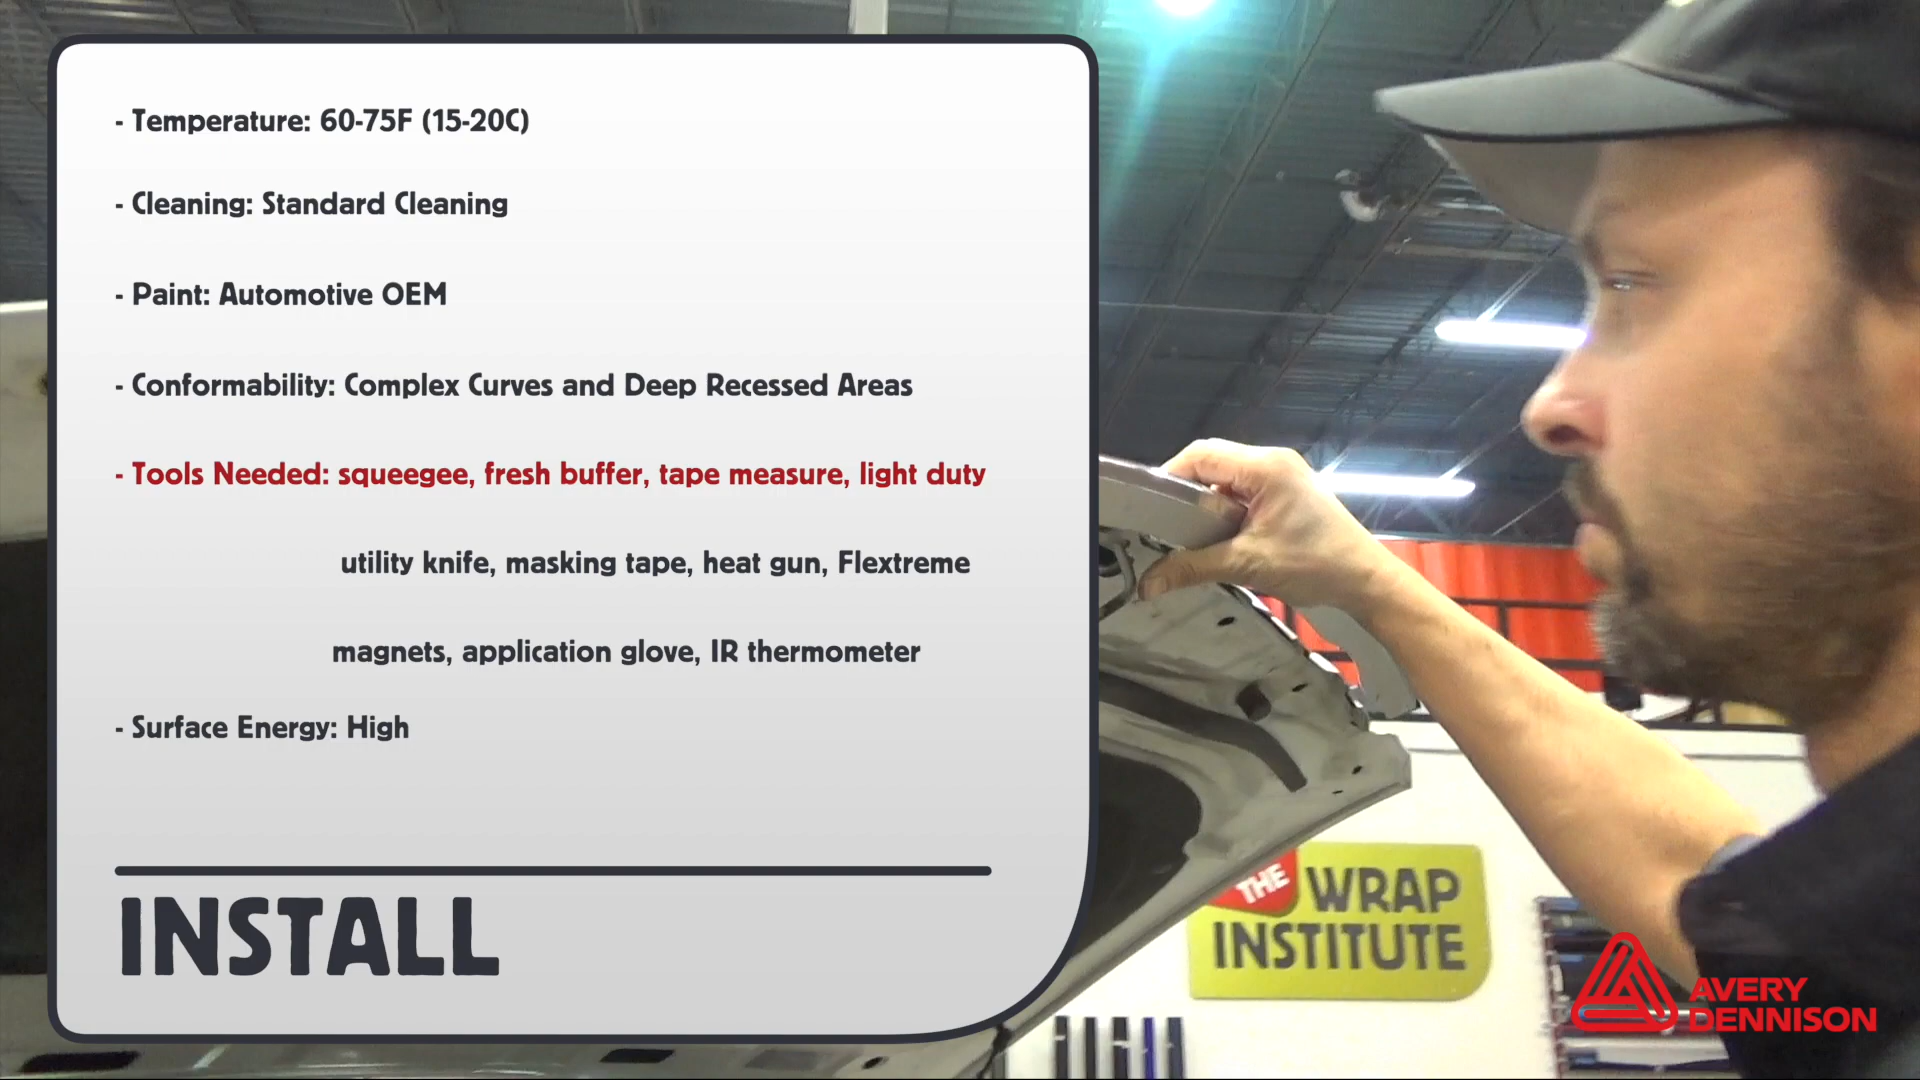 - Temperature: 60-75F (15-20C)
- Cleaning: Standard Cleaning
- Paint: Automotive OEM
- Conformability: Complex Curves and Deep Recessed Areas
- Tools Needed: squeegee, fresh buffer, tape measure, light duty
utility knife, masking tape, heat gun, Flextreme
magnets, application glove, IR thermometer
- Surface Energy: High
INSTALL
THE WRAP
INSTITUTE
AVERY
DENNISON